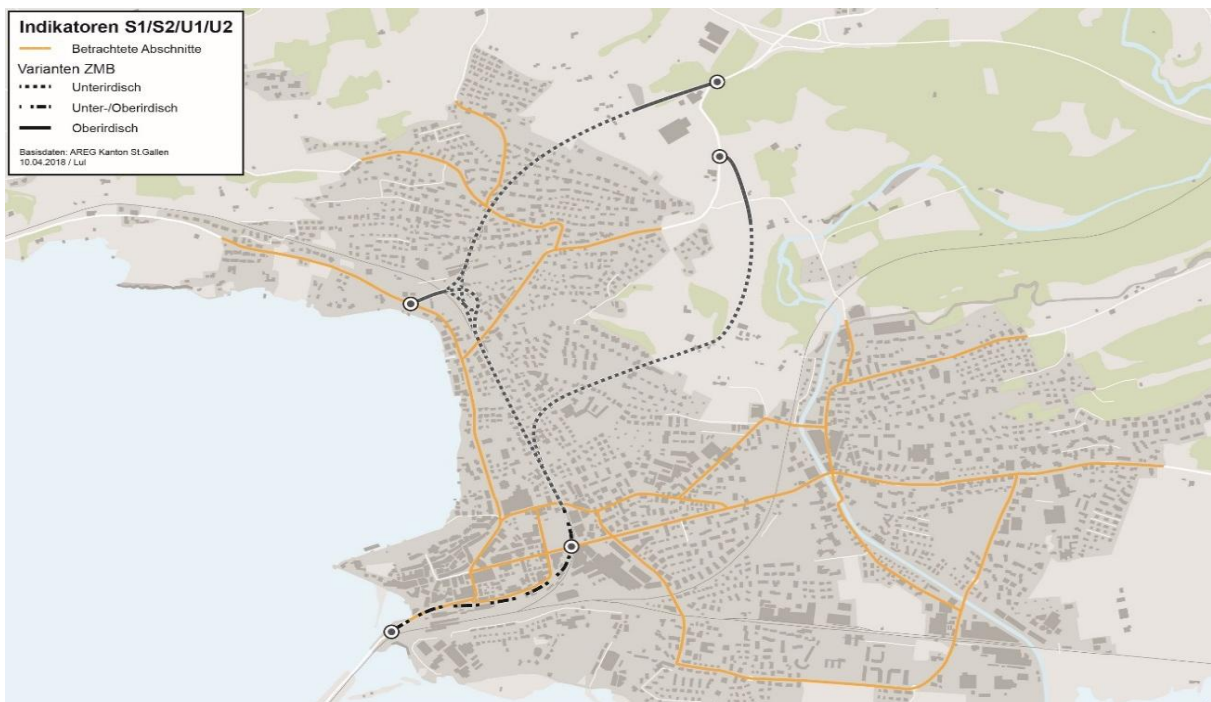 Indikatoren S1/S2/U1/U2
Betrachtete Abschnitte
Varianten ZMB
Unterirdisch
Unter-/Oberirdisch
Oberirdisch
Basisdaten: AREG Kanton St.Gallen
10.04.2018 / Lul